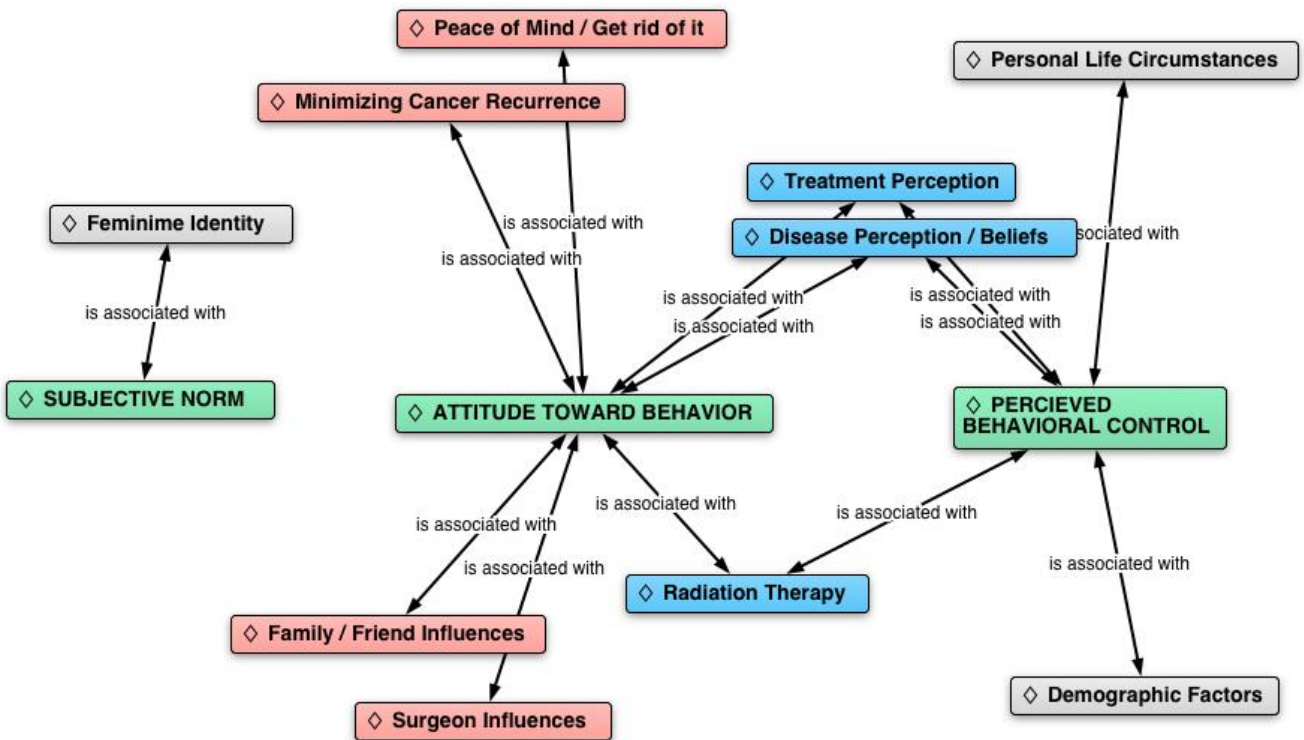 ◇ Peace of Mind / Get rid of it
◇ Personal Life Circumstances
◇ Minimizing Cancer Recurrence
◇ Treatment Perception
◇ Feminime Identity
is associated with
◇ Disease Perception / Beliefs
sociated with
is associated with
is associated with
is associated with
is associated with
is associated with
is associated with
is associated with
◇ SUBJECTIVE NORM
◇ ATTITUDE TOWARD BEHAVIOR
◇ PERCIEVED
BEHAVIORAL CONTROL
is associated with
is associated with
is associated with
is associated with
is associated with
◇ Radiation Therapy
◇ Family / Friend Influences
◇ Demographic Factors
◇ Surgeon Influences